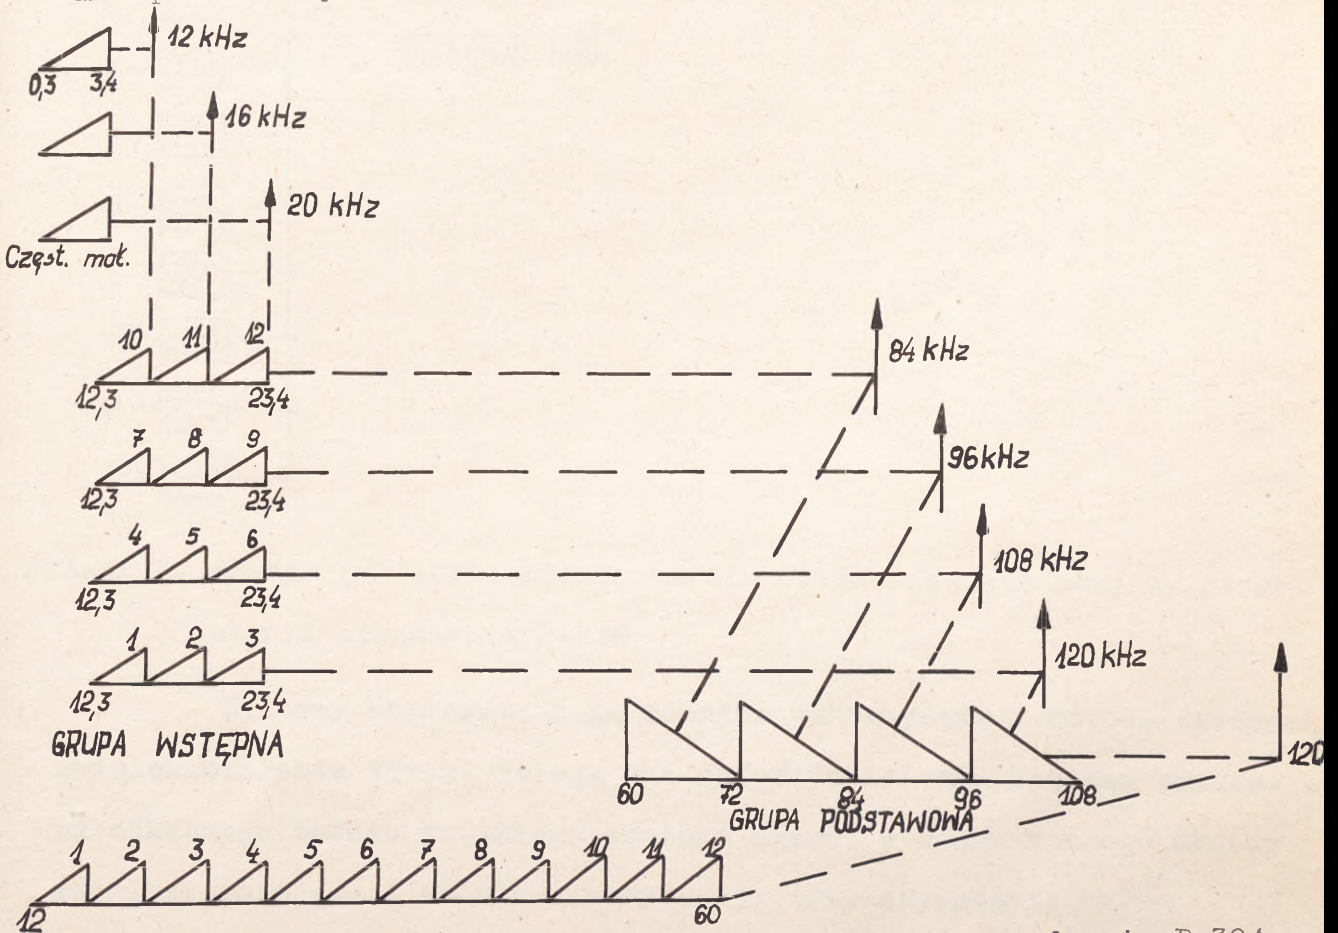 12 kHz
0,3 3,4
16 kHz
20 kHz
Częst. mot.
10 11 12
84 kHz
12,3 23,4
7 8 9
96 kHz
12,3 23,4
4 5 6
108 kHz
12,3 23,4
1 2 3
120 kHz
12,3 23,4
GRUPA WSTĘPNA
120
60 72 84 96 108
GRUPA PODSTAWOWA
1 2 3 4 5 6 7 8 9 10 11 12
12 60